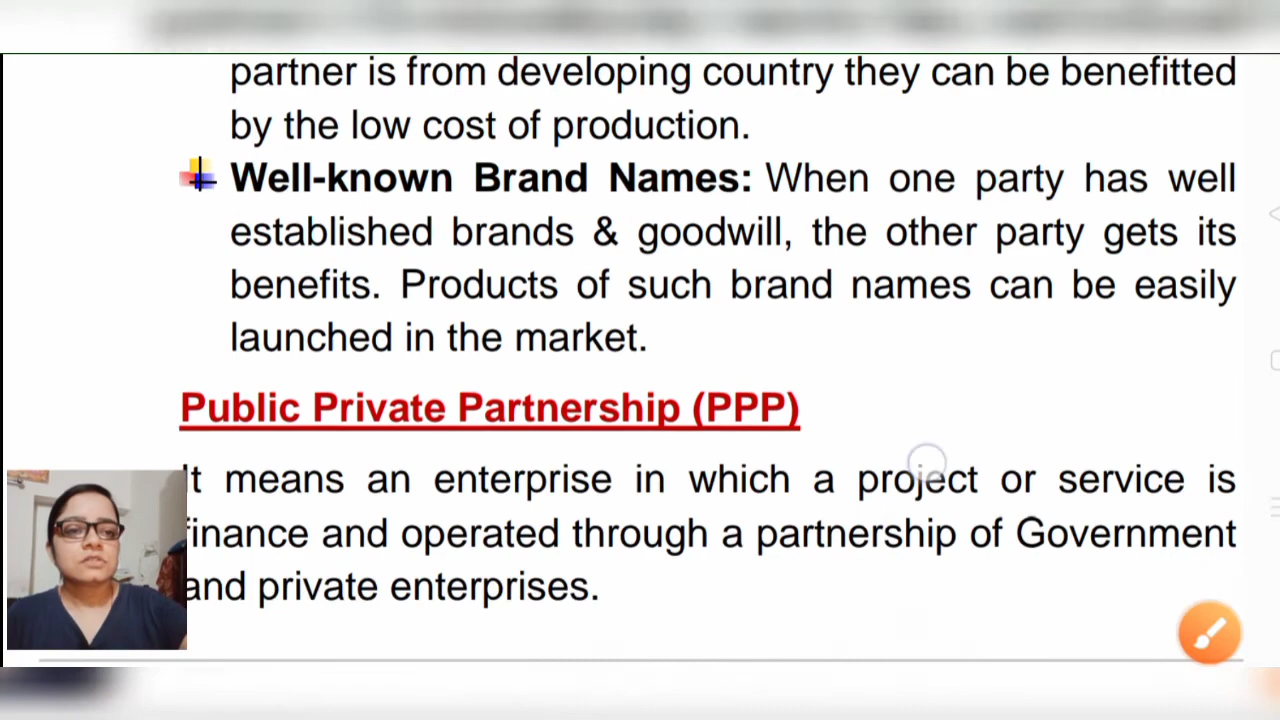 partner is from developing country they can be benefitted
by the low cost of production.
Well-known Brand Names: When one party has well
established brands & goodwill, the other party gets its
benefits. Products of such brand names can be easily
launched in the market.
Public Private Partnership (PPP)
It means an enterprise in which a project or service is
finance and operated through a partnership of Government
and private enterprises.